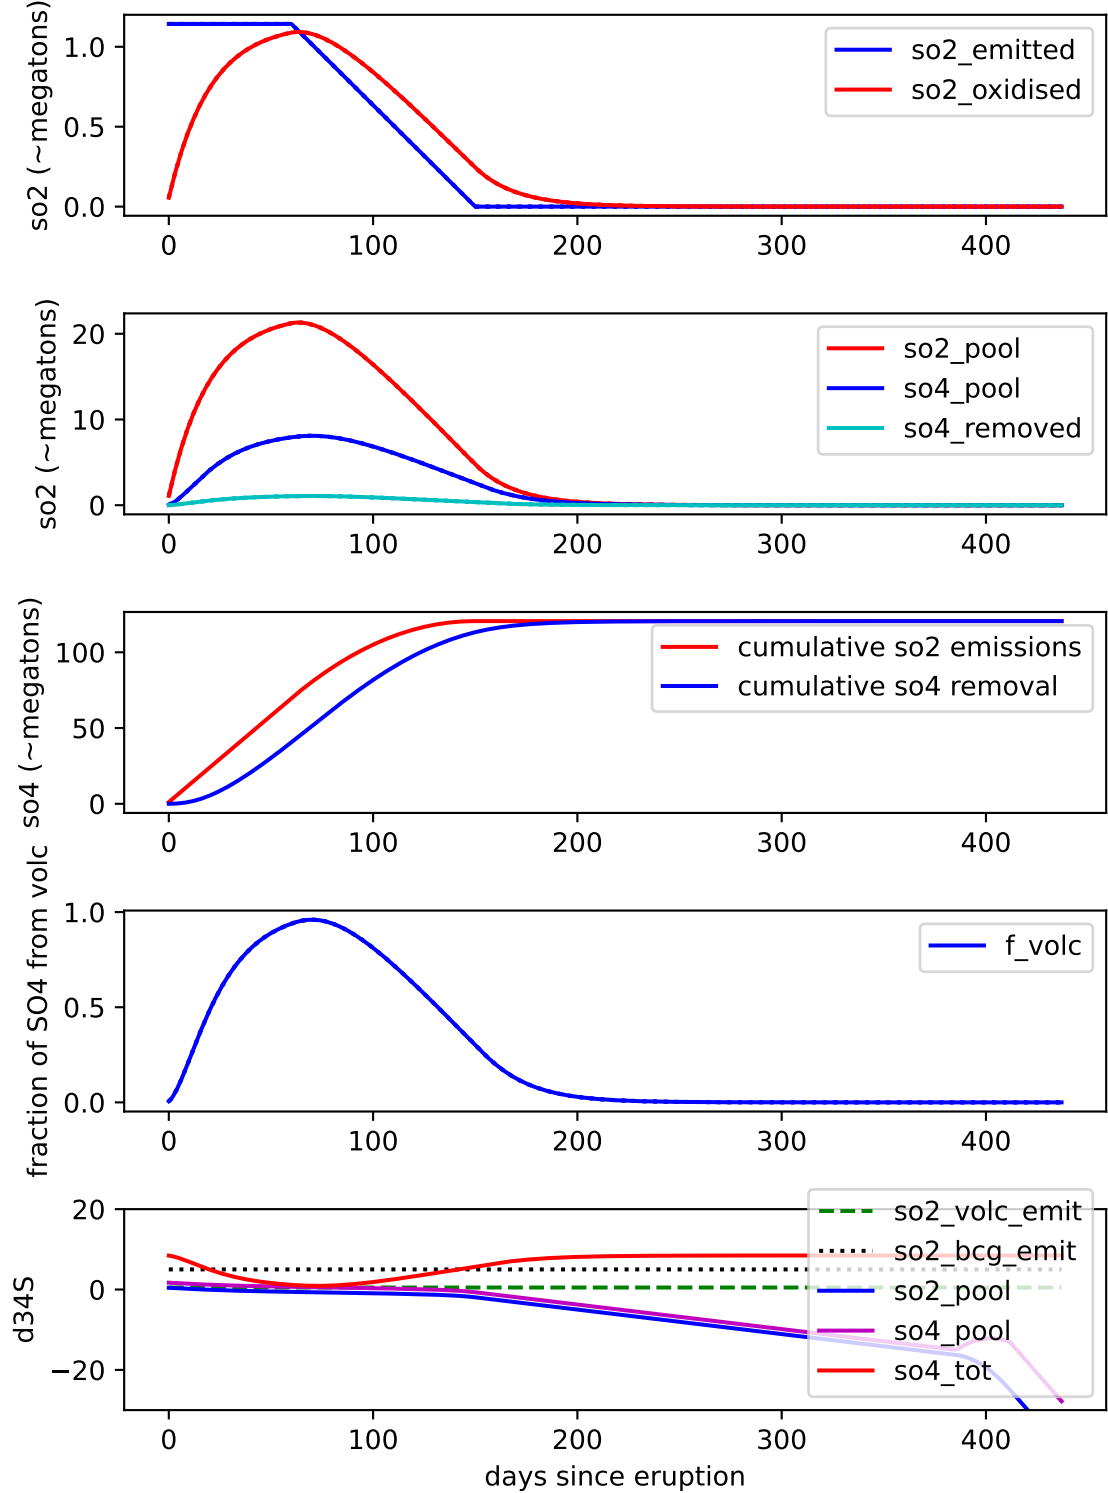 so2 (~megatons)
1.0
0.5
0.0
so2_emitted
so2_oxidised
0 100 200 300 400
so2 (~megatons)
20
10
0
so2_pool
so4_pool
so4_removed
0 100 200 300 400
so4 (~megatons)
100
50
0
cumulative so2 emissions
cumulative so4 removal
0 100 200 300 400
fraction of SO4 from volc
1.0
0.5
0.0
f_volc
0 100 200 300 400
d34S
20
0
−20
so2_volc_emit
so2_bcg_emit
so2_pool
so4_pool
so4_tot
0 100 200 300 400
days since eruption